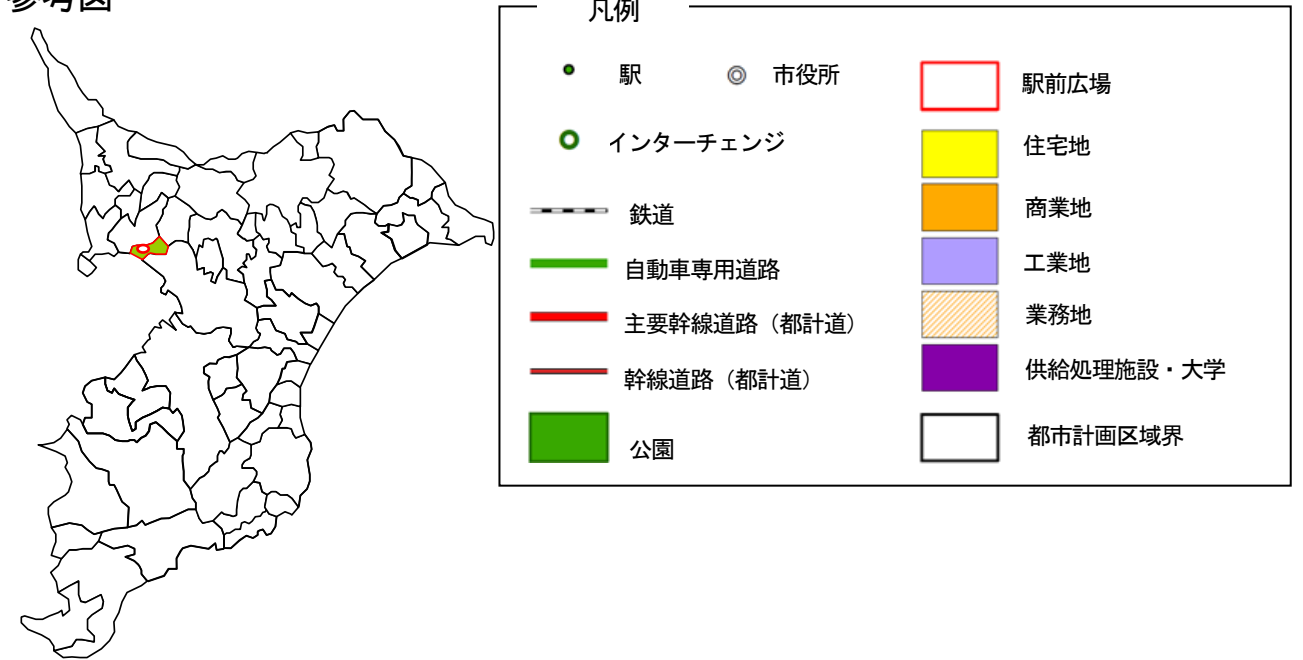 参考図
凡例
駅
市役所
インターチェンジ
鉄道
自動車専用道路
主要幹線道路（都計道）
幹線道路（都計道）
公園
駅前広場
住宅地
商業地
工業地
業務地
供給処理施設・大学
都市計画区域界